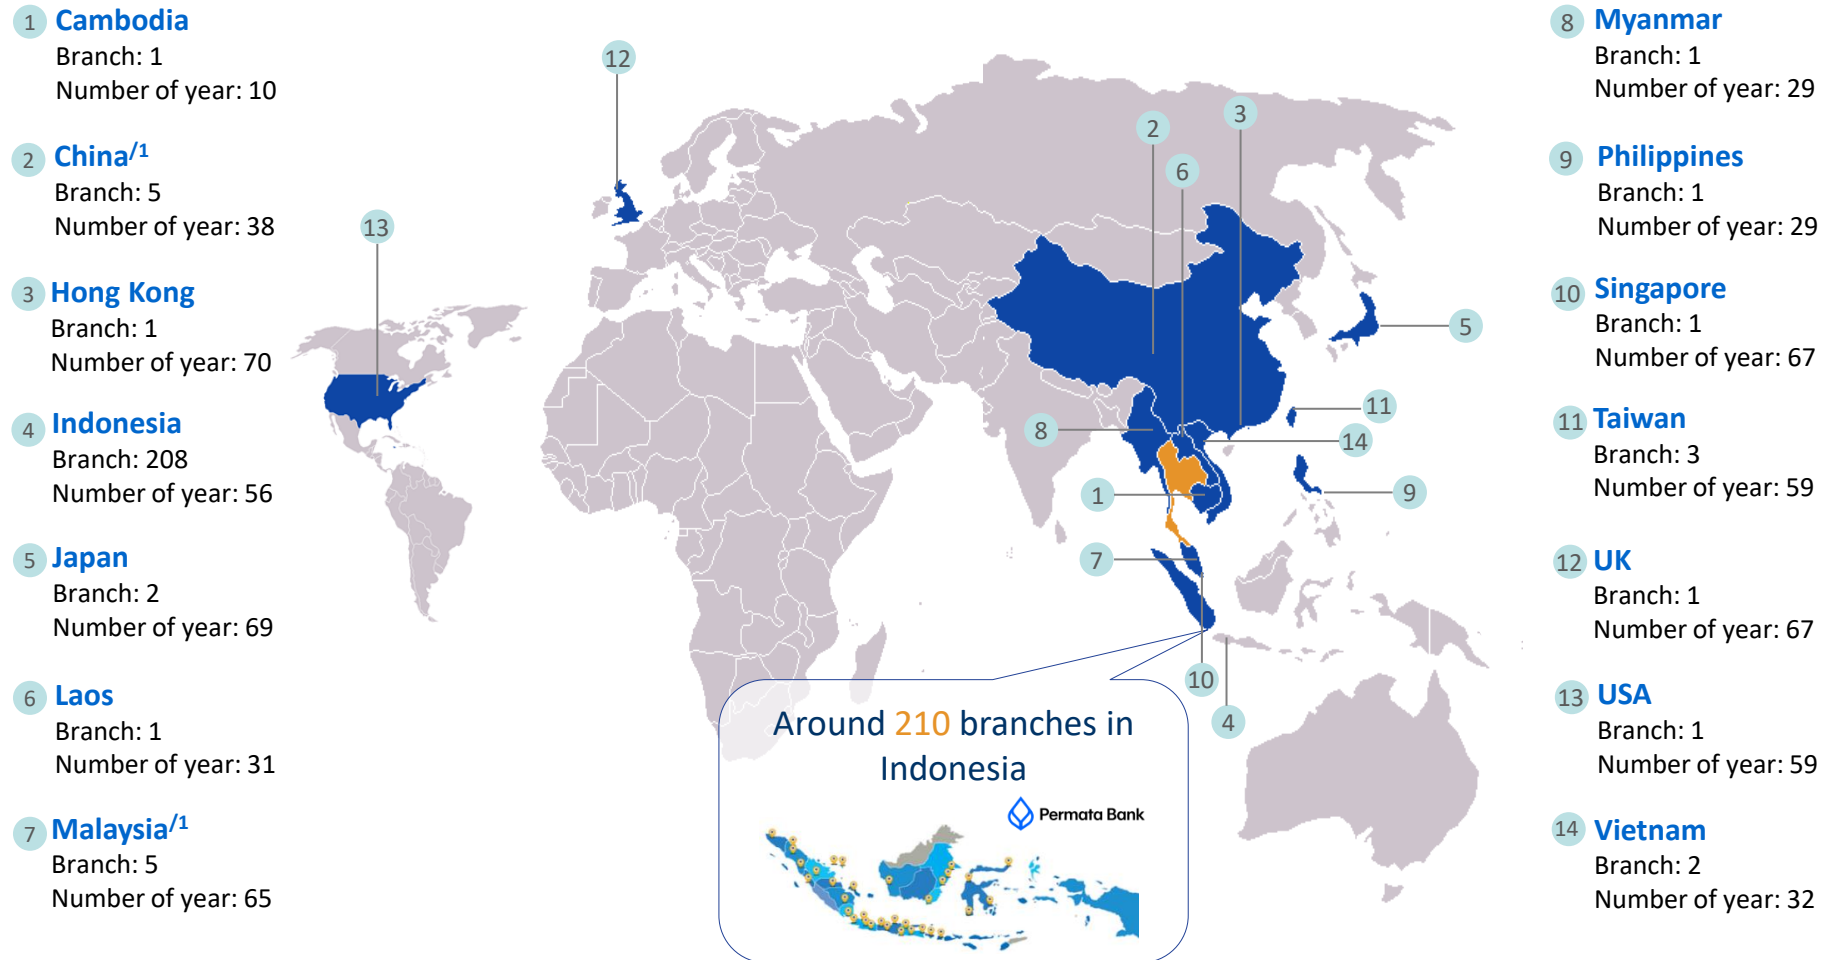 1 Cambodia
Branch: 1
Number of year: 10
2 China/1
Branch: 5
Number of year: 38
3 Hong Kong
Branch: 1
Number of year: 70
4 Indonesia
Branch: 208
Number of year: 56
5 Japan
Branch: 2
Number of year: 69
6 Laos
Branch: 1
Number of year: 31
7 Malaysia/1
Branch: 5
Number of year: 65
12
13
2
3
6
5
11
8
14
1
9
7
10
4
Around 210 branches in
Indonesia
Permata Bank
8 Myanmar
Branch: 1
Number of year: 29
9 Philippines
Branch: 1
Number of year: 29
10 Singapore
Branch: 1
Number of year: 67
11 Taiwan
Branch: 3
Number of year: 59
12 UK
Branch: 1
Number of year: 67
13 USA
Branch: 1
Number of year: 59
14 Vietnam
Branch: 2
Number of year: 32